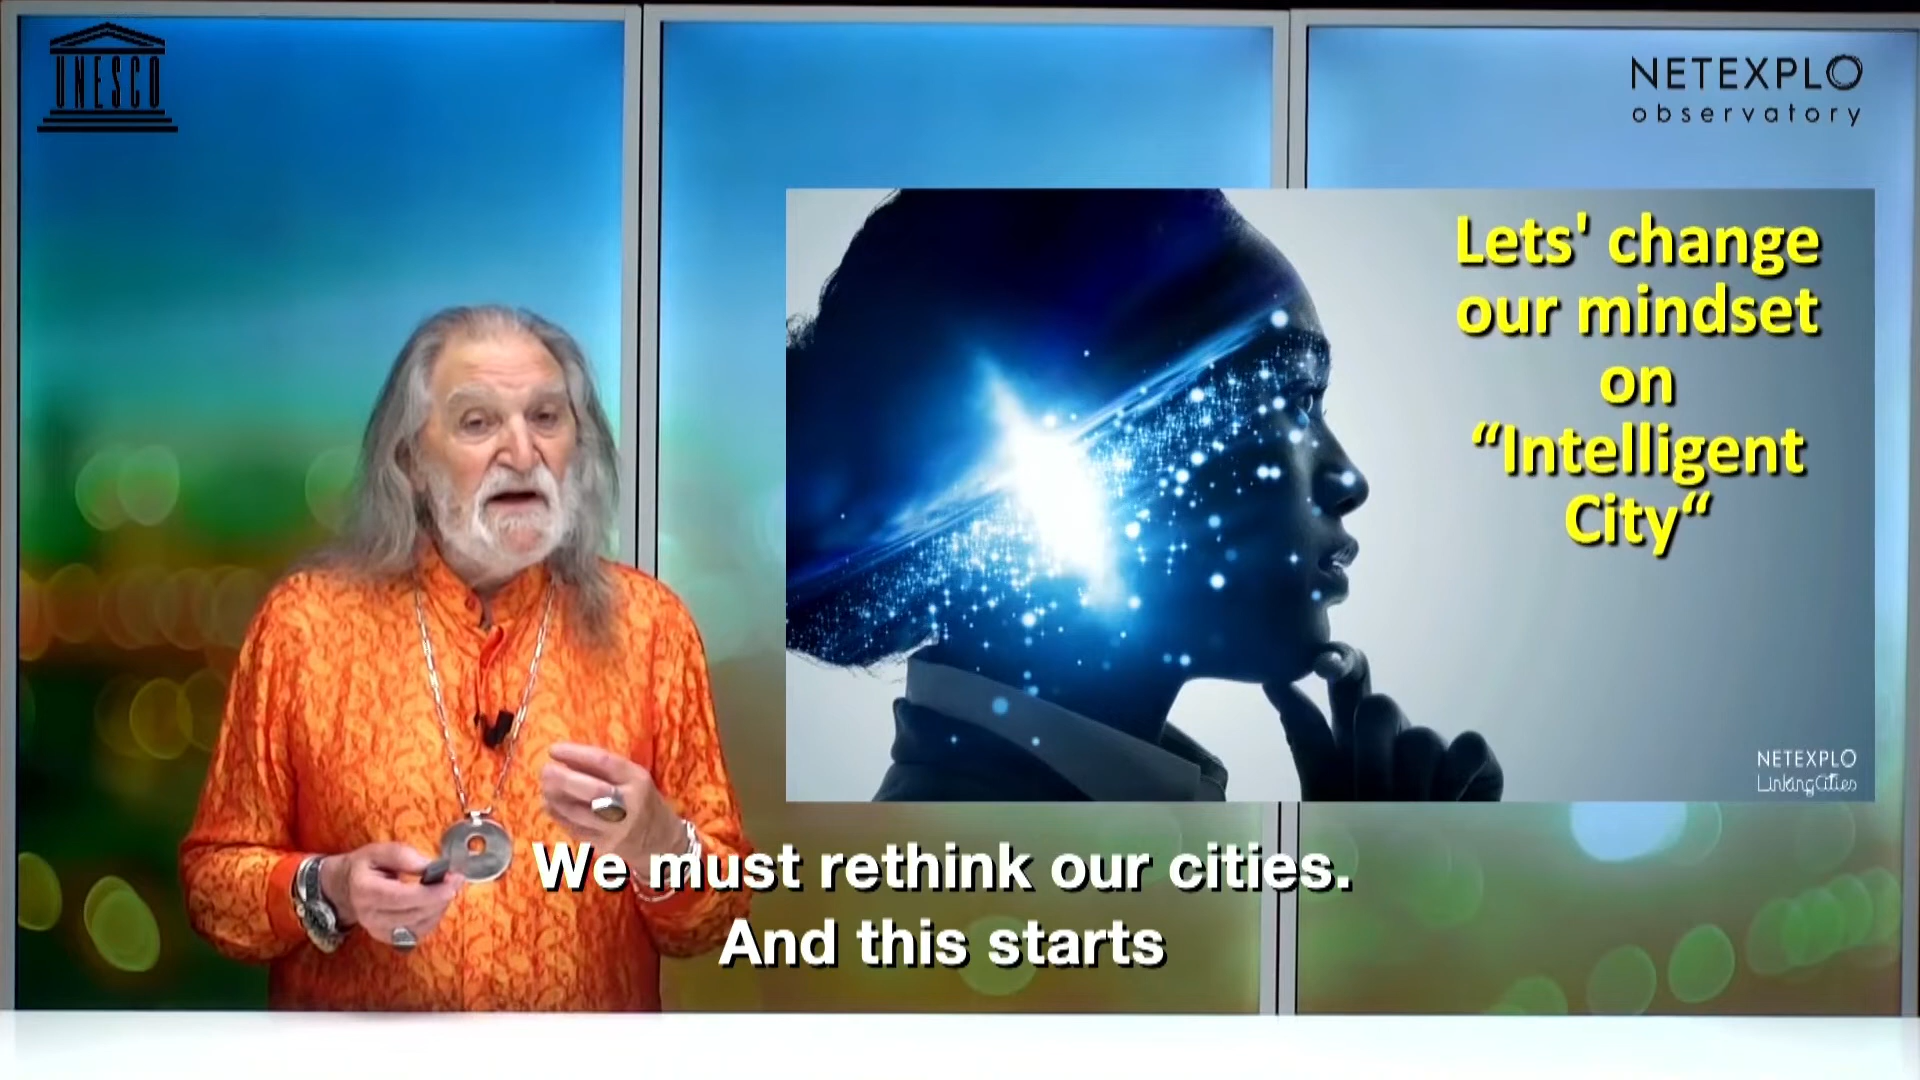 UNESCO
NETEXPLO
observatory
Lets' change
our mindset
on
“Intelligent
City“
NETEXPLO
LinkingCities
We must rethink our cities.
And this starts